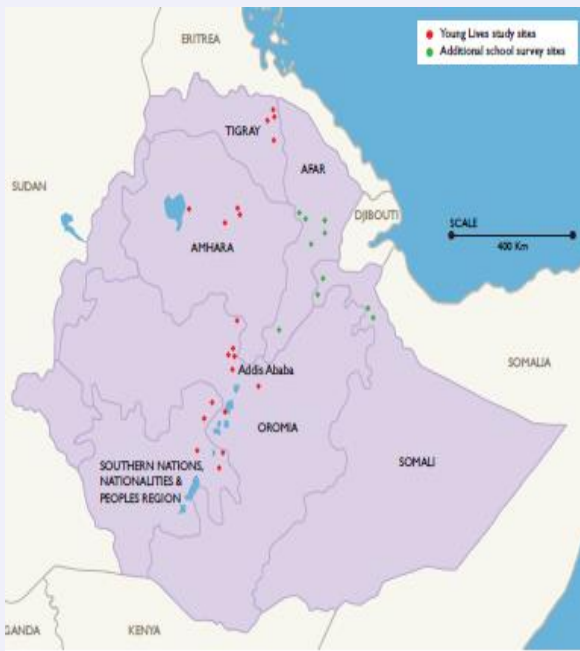 Young Lives study sites
Additional school survey sites
ERITREA
TIGRAY
AFAR
SUDAN
DJIBOUTI
SCALE
400 Km
AMHARA
SOMALIA
Addis Ababa
OROMIA
SOMALI
SOUTHERN NATIONS,
NATIONALITIES &
PEOPLES REGION
GANDA
KENYA